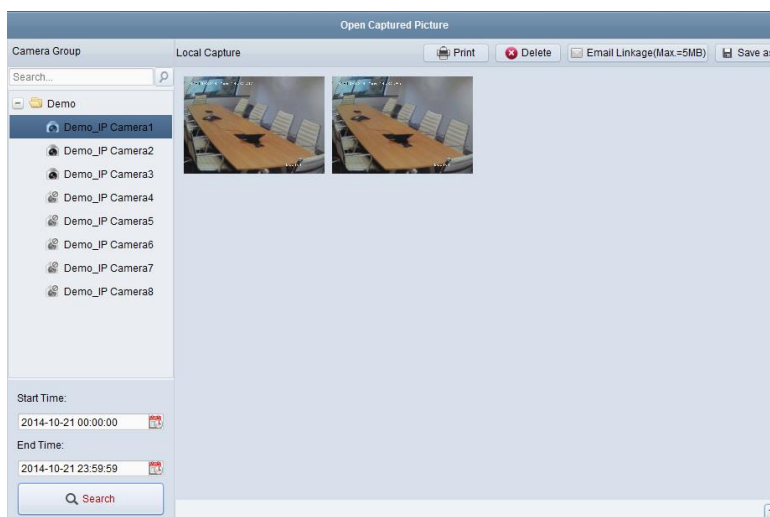 Open Captured Picture
Camera Group
Local Capture
Print
Delete
Email Linkage(Max.=5MB)
Save as
Search...
Demo
Demo_IP Camera1
Demo_IP Camera2
Demo_IP Camera3
Demo_IP Camera4
Demo_IP Camera5
Demo_IP Camera6
Demo_IP Camera7
Demo_IP Camera8
Start Time:
2014-10-21 00:00:00
End Time:
2014-10-21 23:59:59
Search